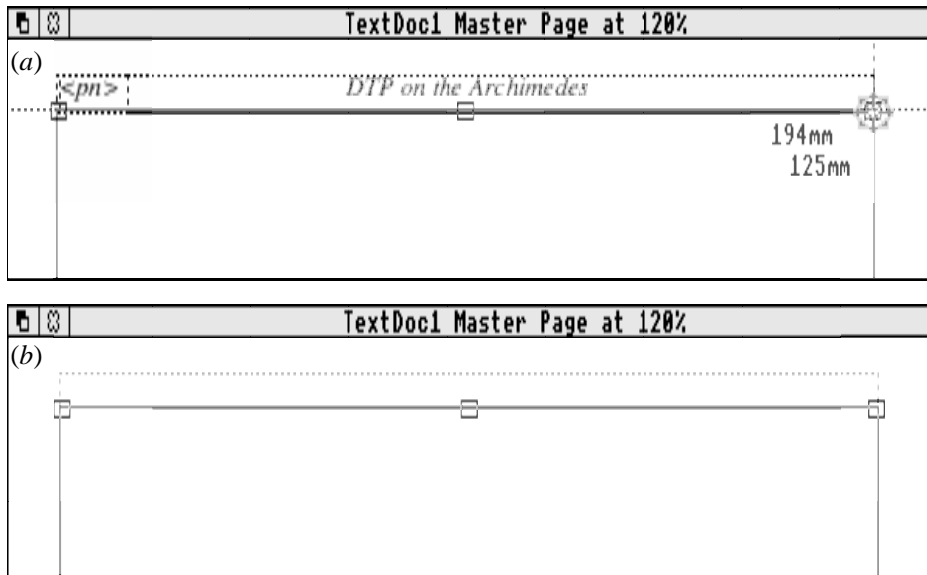 TextDoc1 Master Page at 120%
(a)
<pn> DTP on the Archimedes
194mm
125mm
TextDoc1 Master Page at 120%
(b)